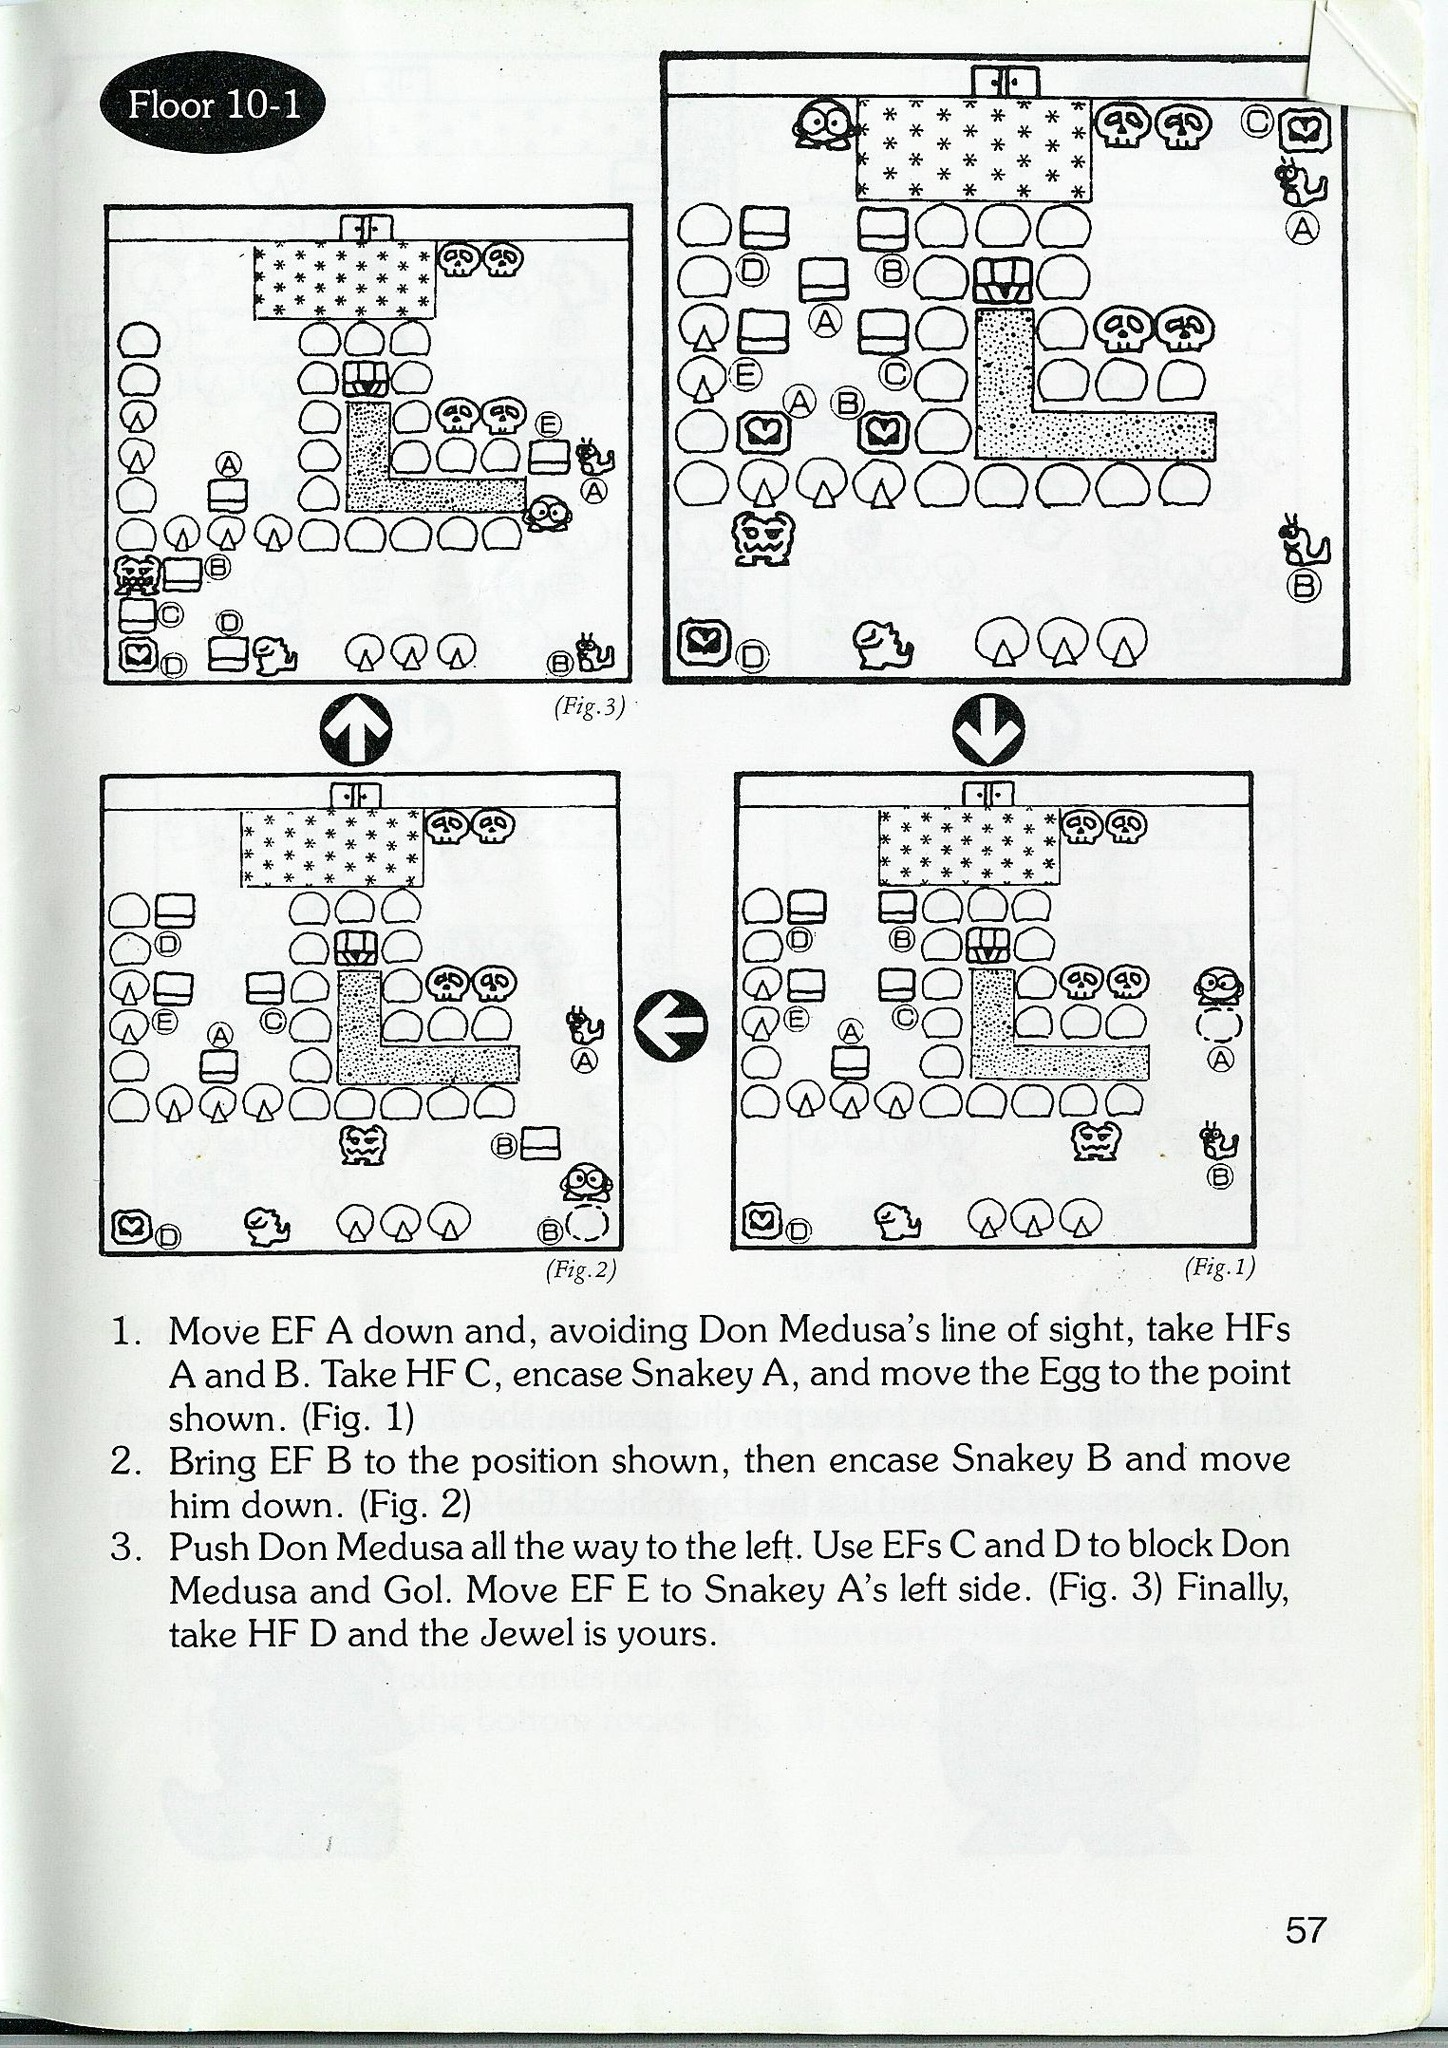 Floor 10-1
C
A
D
B
A
E
C
A
B
B
D
E
A
A
B
C
D
D
B
(Fig.3)
D
B
E
C
A
A
B
D
(Fig.1)
D
E
C
A
A
B
D
B
(Fig.2)
1. Move EF A down and, avoiding Don Medusa's line of sight, take HFs
A and B. Take HF C, encase Snakey A, and move the Egg to the point
shown. (Fig. 1)
2. Bring EF B to the position shown, then encase Snakey B and move
him down. (Fig. 2)
3. Push Don Medusa all the way to the left. Use EFs C and D to block Don
Medusa and Gol. Move EF E to Snakey A's left side. (Fig. 3) Finally,
take HF D and the Jewel is yours.
57